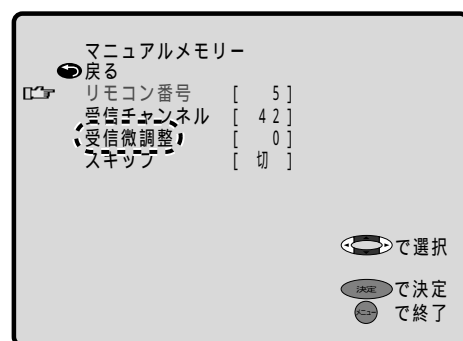 マニュアルメモリー
戻る
リモコン番号 [ 5 ]
受信チャンネル [ 4 2 ]
受信微調整 [ 0 ]
スキップ [ 切 ]
で選択
決定 で決定
メニュー で終了